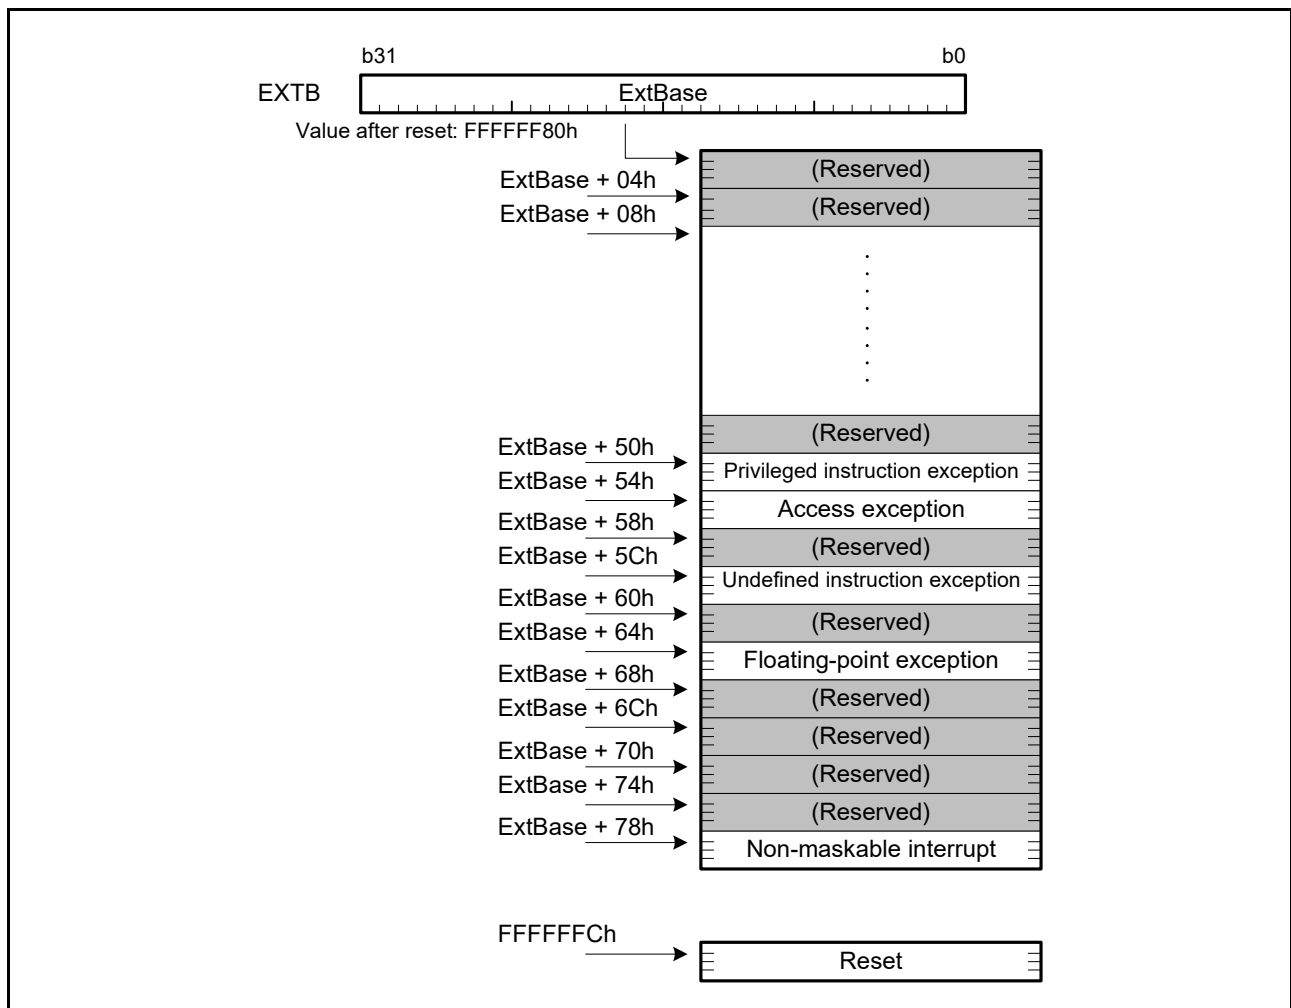 b31 b0
EXTB ExtBase
Value after reset: FFFFFF80h
(Reserved)
ExtBase + 04h
(Reserved)
ExtBase + 08h
(Reserved)
ExtBase + 50h
Privileged instruction exception
ExtBase + 54h
Access exception
ExtBase + 58h
(Reserved)
ExtBase + 5Ch
Undefined instruction exception
ExtBase + 60h
(Reserved)
ExtBase + 64h
Floating-point exception
ExtBase + 68h
(Reserved)
ExtBase + 6Ch
(Reserved)
ExtBase + 70h
(Reserved)
ExtBase + 74h
(Reserved)
ExtBase + 78h
Non-maskable interrupt
FFFFFFCh
Reset